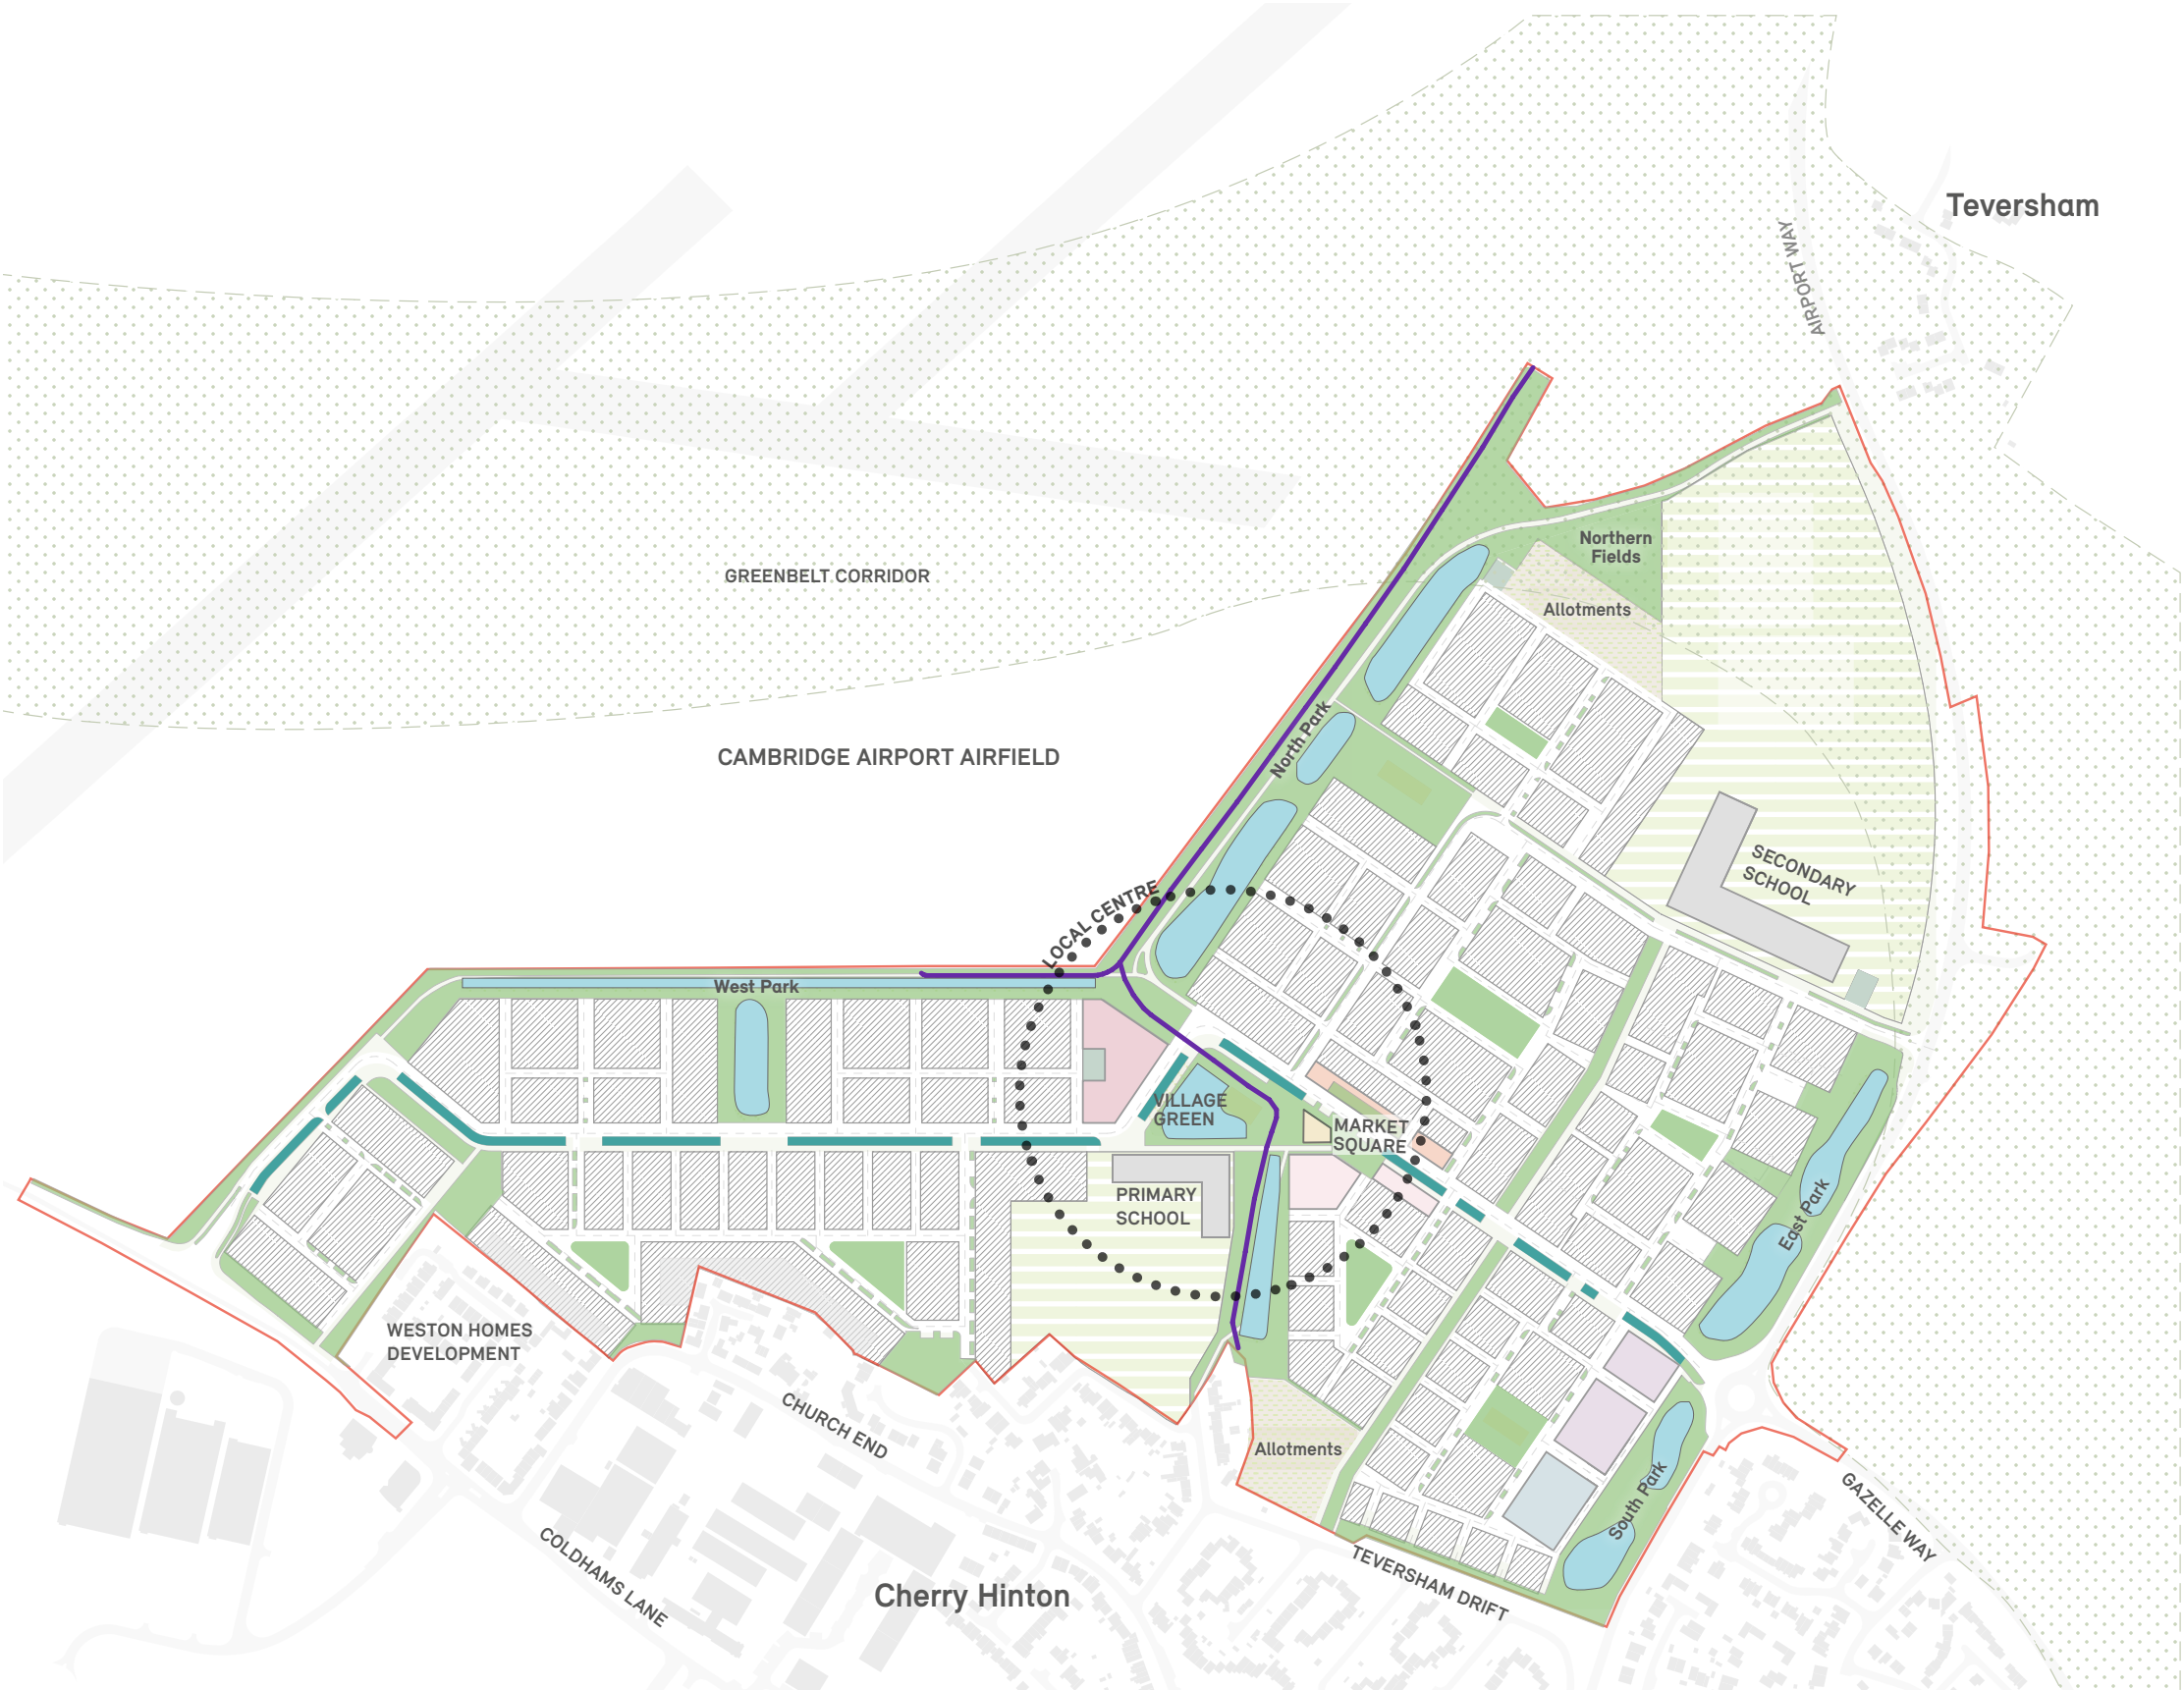 Teversham
AIRPORT WAY
Northern
Fields
GREENBELT CORRIDOR
Allotments
North Park
CAMBRIDGE AIRPORT AIRFIELD
SECONDARY
SCHOOL
LOCAL CENTRE
West Park
VILLAGE
GREEN
MARKET
SQUARE
PRIMARY
SCHOOL
East Park
WESTON HOMES
DEVELOPMENT
CHURCH END
Allotments
South Park
GAZELLE WAY
COLDHAMS LANE
TEVERSHAM DRIFT
Cherry Hinton